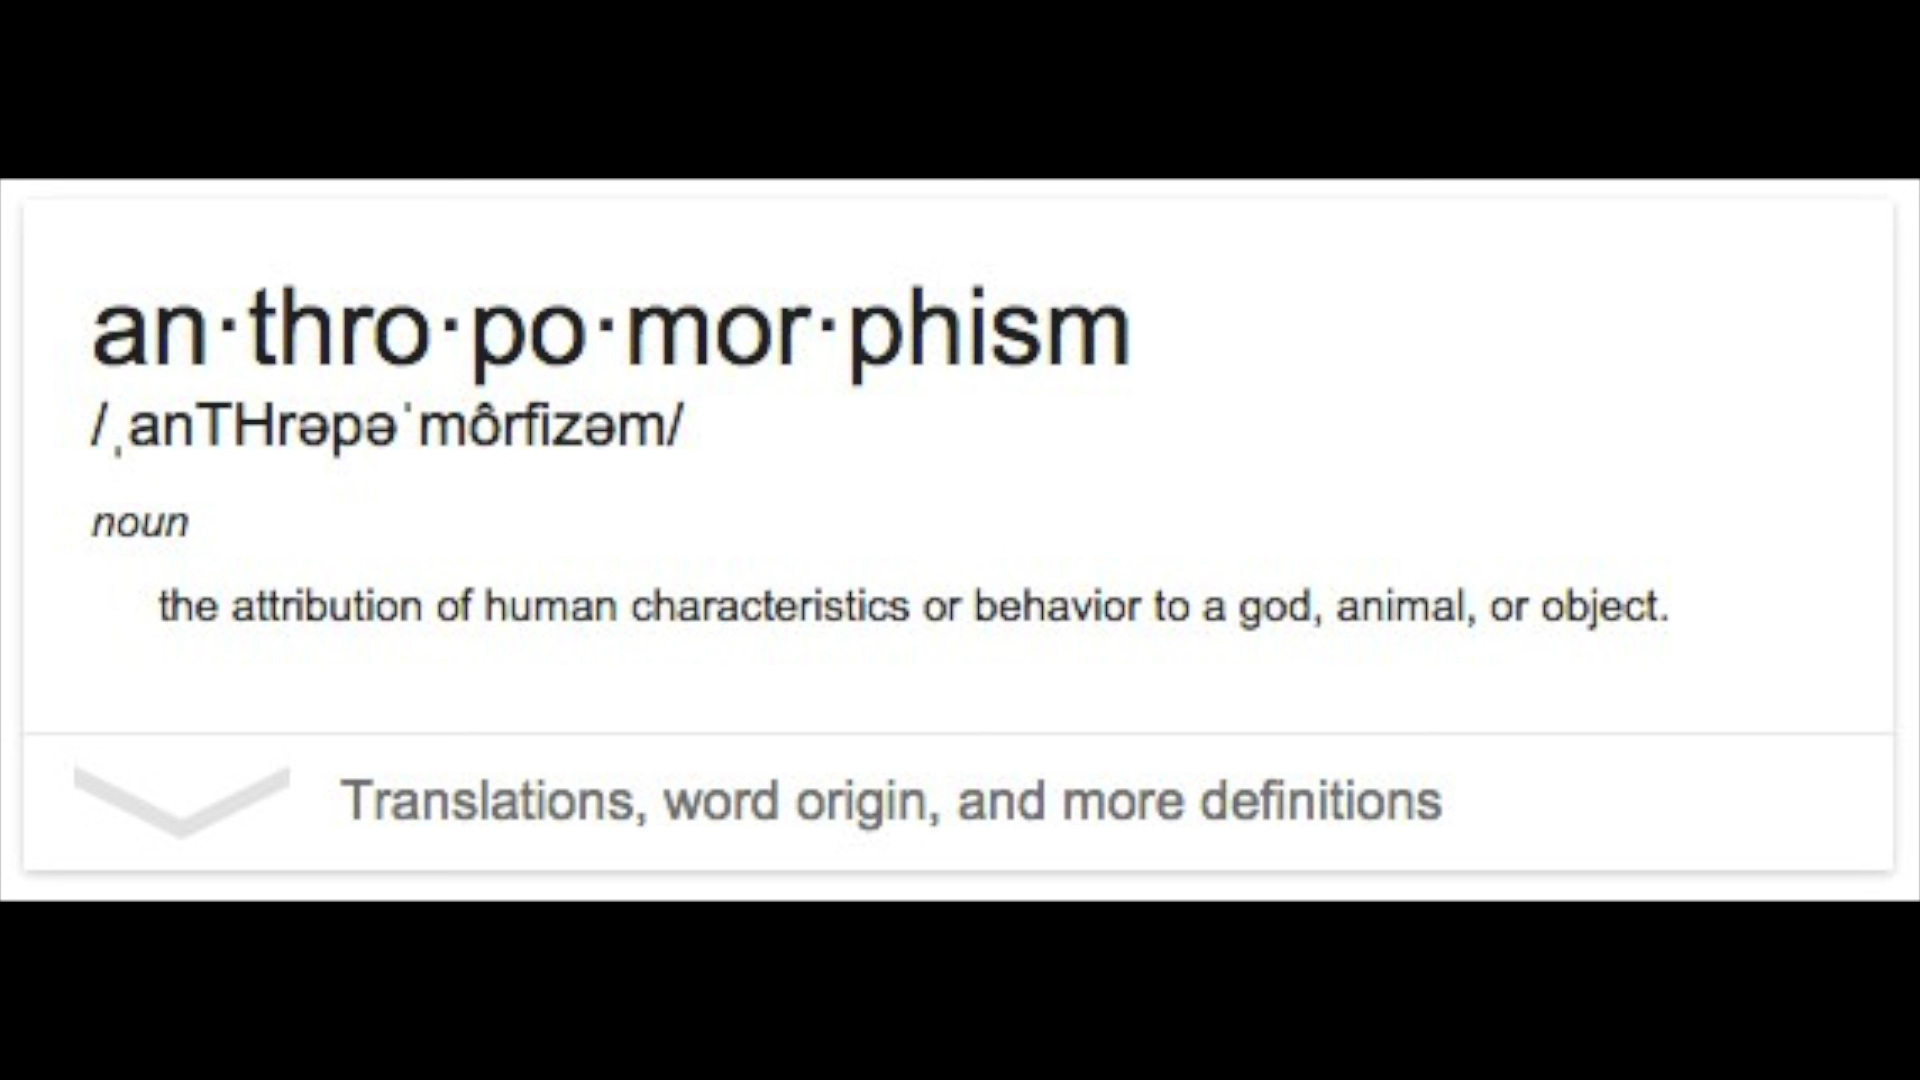 an·thro·po·mor·phism
/ˌanTHrəpəˈmôrfizəm/
noun
the attribution of human characteristics or behavior to a god, animal, or object.
Translations, word origin, and more definitions